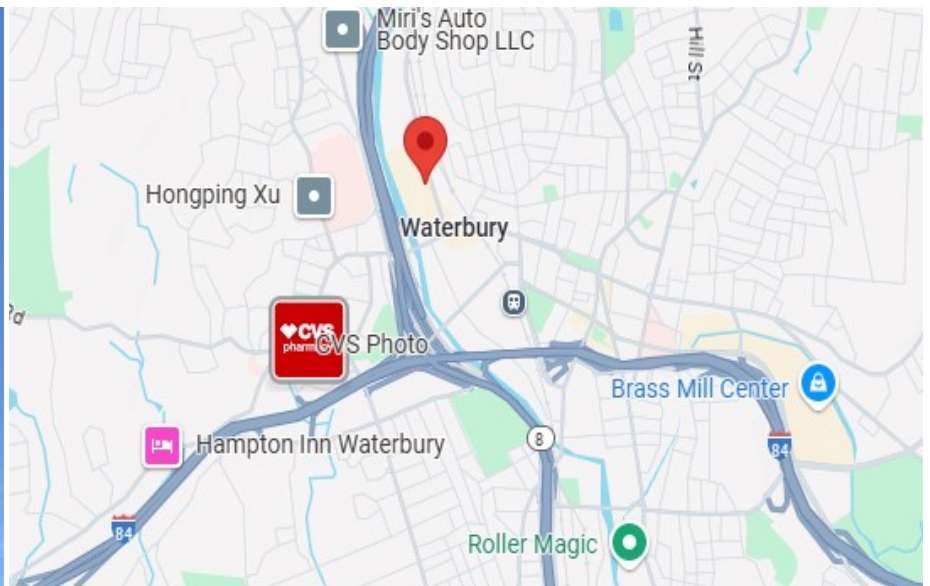 Miri's Auto
Body Shop LLC
Hill St
Hongping Xu
Waterbury
Rd
CVS
CVS Photo
Brass Mill Center
Hampton Inn Waterbury
8
84
84
Roller Magic